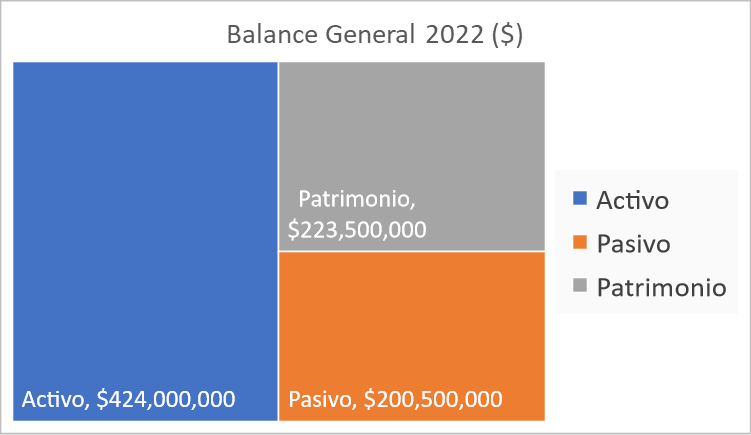 Balance General 2022 ($)
Patrimonio,
$223,500,000
Activo, $424,000,000
Pasivo, $200,500,000
Activo
Pasivo
Patrimonio